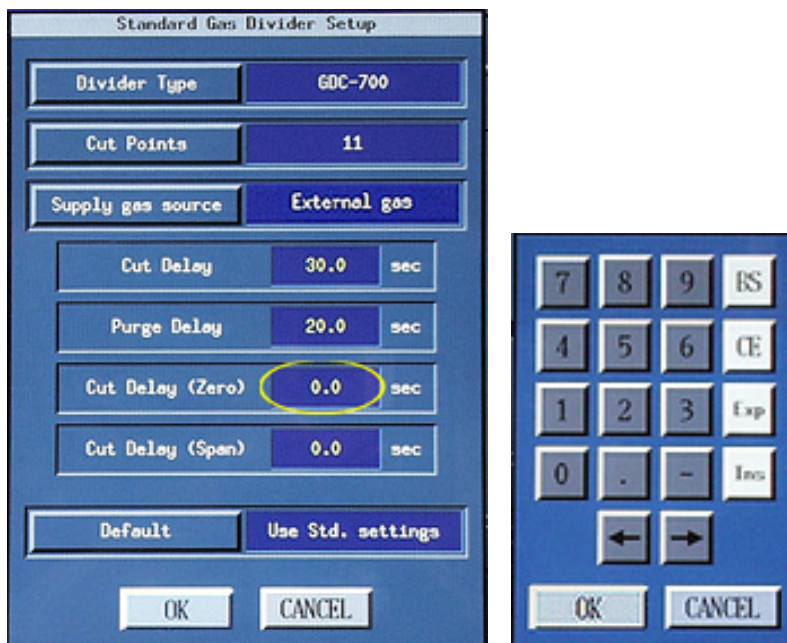 Standard Gas Divider Setup
Divider Type GDC-700
Cut Points 11
Supply gas source External gas
Cut Delay 30.0 sec
Purge Delay 20.0 sec
Cut Delay (Zero) 0.0 sec
Cut Delay (Span) 0.0 sec
Default Use Std. settings
OK CANCEL
7 8 9 BS
4 5 6 CE
1 2 3 Exp
0 . - Ins
← →
OK CANCEL